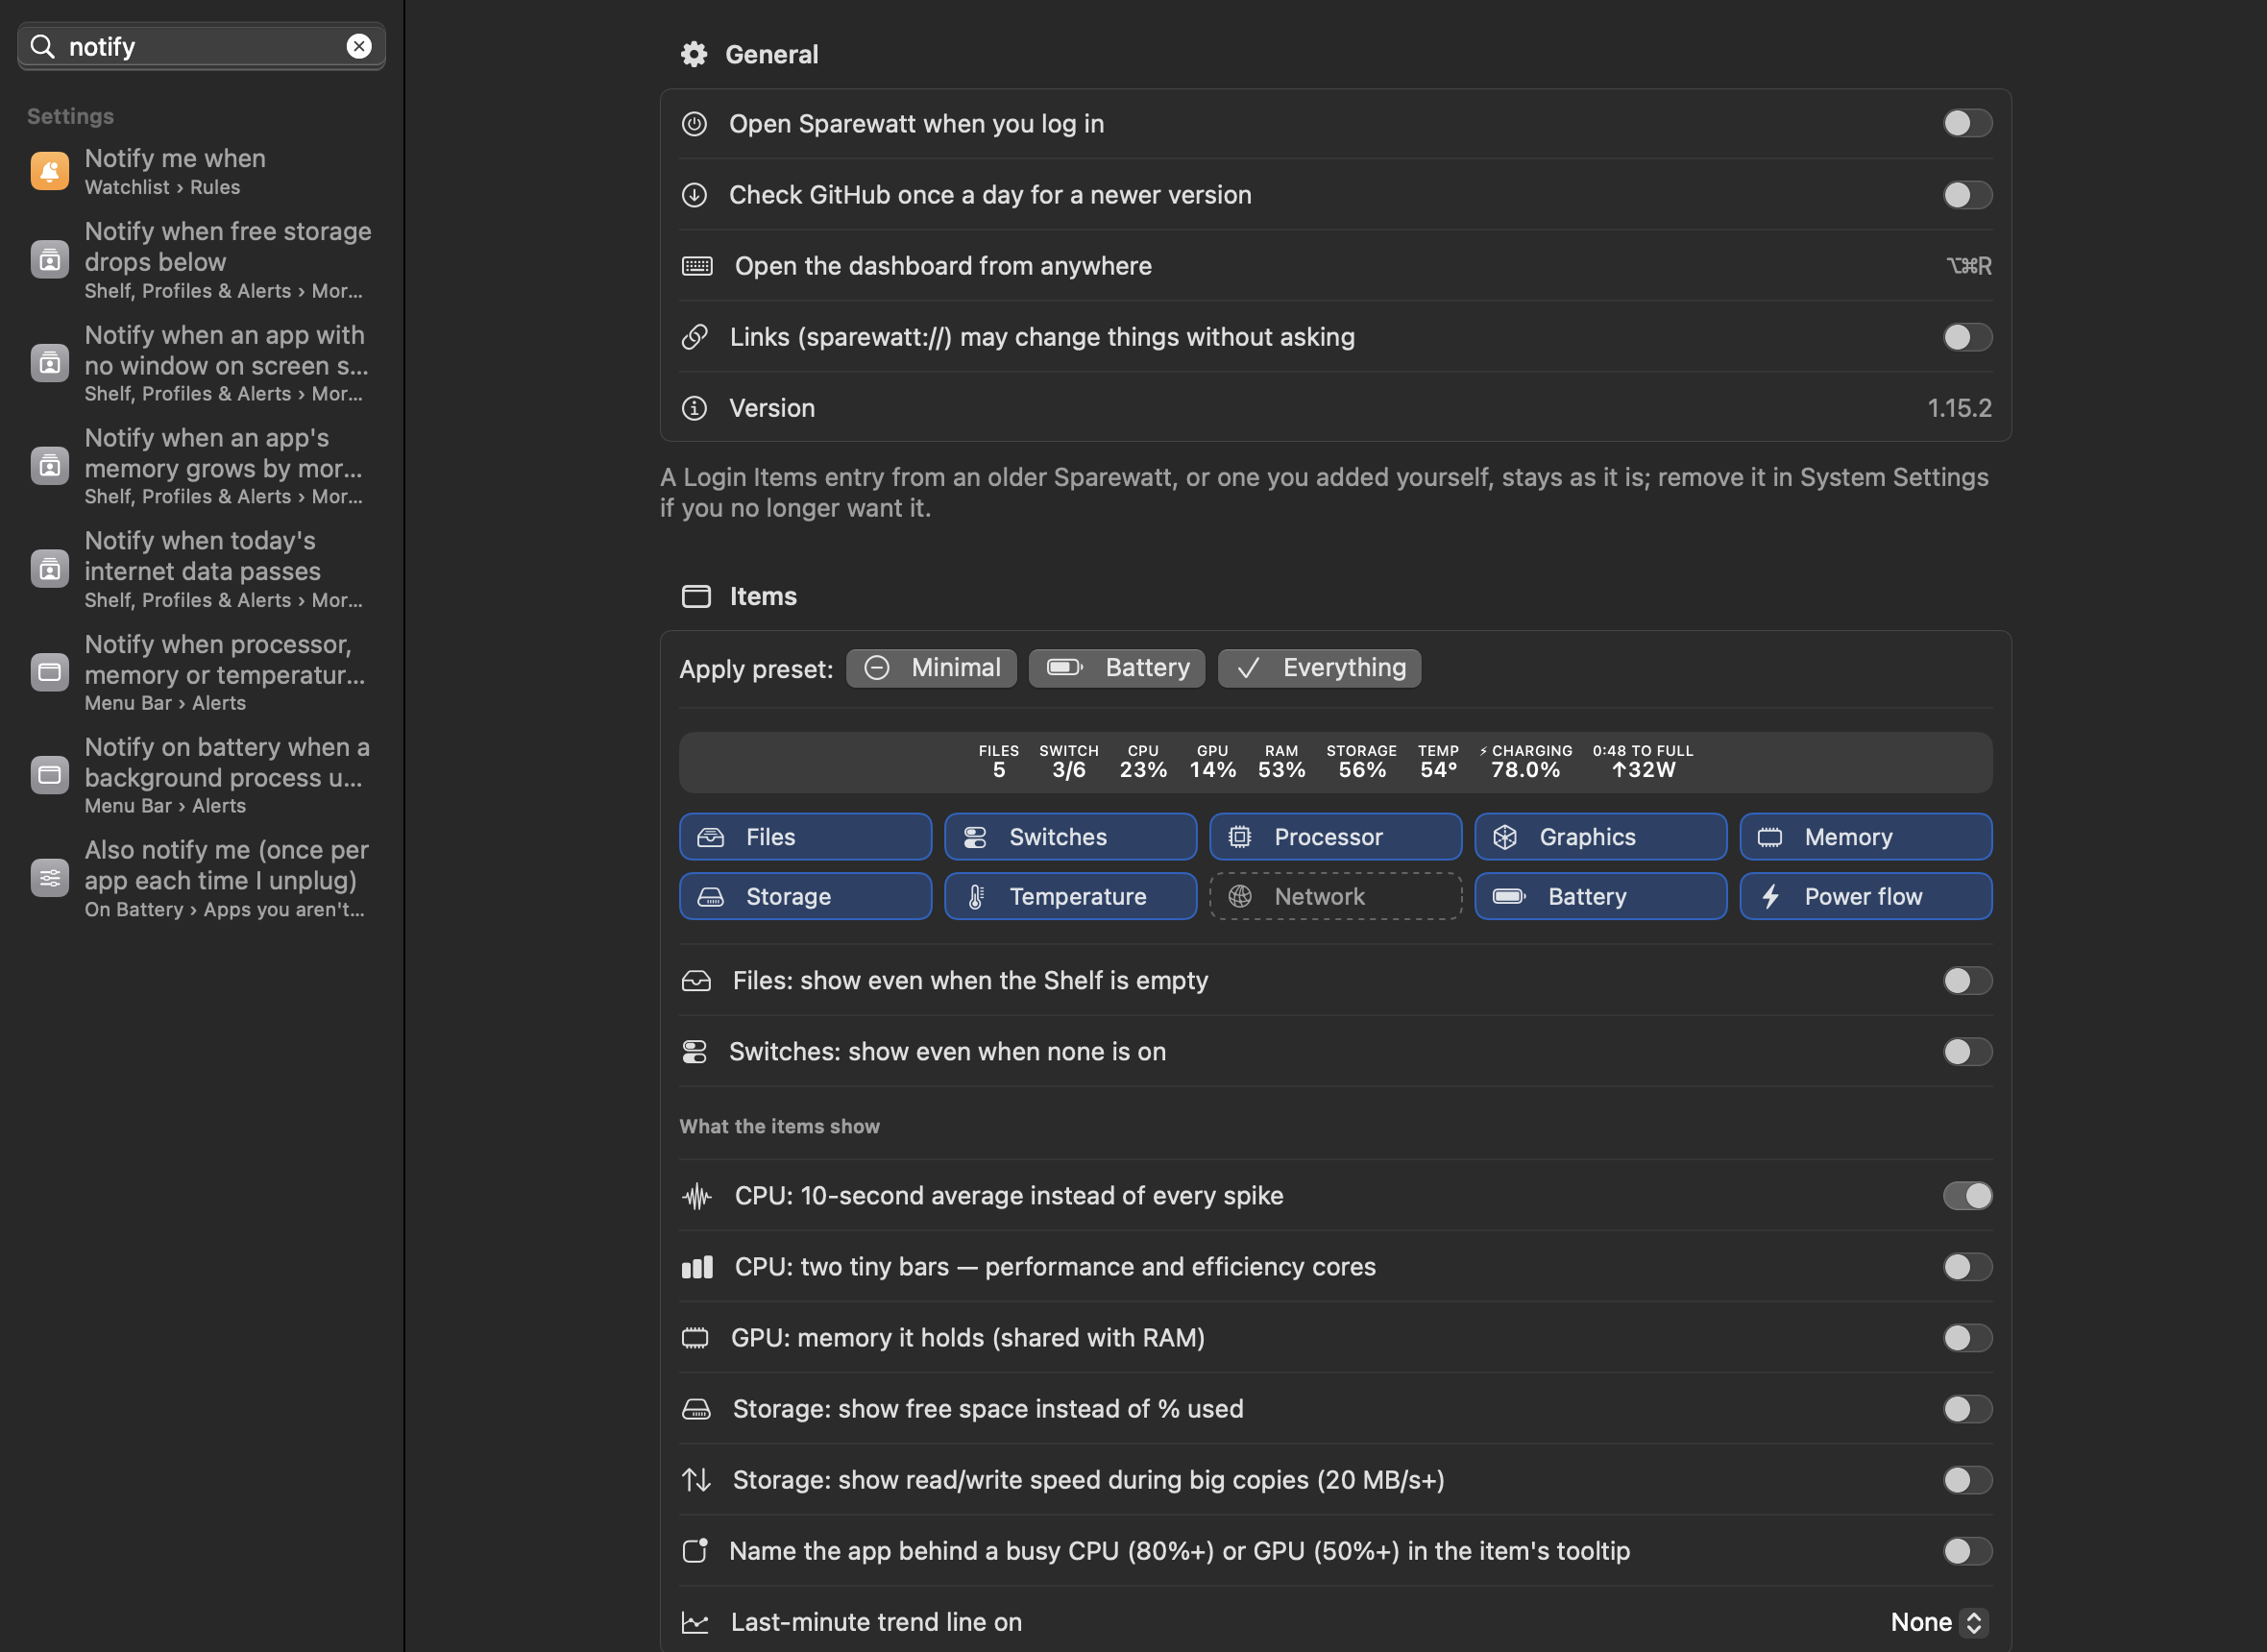 notify
Settings
Notify me when
Watchlist › Rules
Notify when free storage
drops below
Shelf, Profiles & Alerts › Mor...
Notify when an app with
no window on screen s...
Shelf, Profiles & Alerts › Mor...
Notify when an app's
memory grows by mor...
Shelf, Profiles & Alerts › Mor...
Notify when today's
internet data passes
Shelf, Profiles & Alerts › Mor...
Notify when processor,
memory or temperatur...
Menu Bar › Alerts
Notify on battery when a
background process u...
Menu Bar › Alerts
Also notify me (once per
app each time I unplug)
On Battery › Apps you aren't...
General
Open Sparewatt when you log in
Check GitHub once a day for a newer version
Open the dashboard from anywhere ⌥⌘R
Links (sparewatt://) may change things without asking
Version 1.15.2
A Login Items entry from an older Sparewatt, or one you added yourself, stays as it is; remove it in System Settings
if you no longer want it.
Items
Apply preset: Minimal Battery Everything
FILES SWITCH CPU GPU RAM STORAGE TEMP ⚡ CHARGING 0:48 TO FULL
5 3/6 23% 14% 53% 56% 54° 78.0% ↑32W
Files Switches Processor Graphics Memory
Storage Temperature Network Battery Power flow
Files: show even when the Shelf is empty
Switches: show even when none is on
What the items show
CPU: 10-second average instead of every spike
CPU: two tiny bars — performance and efficiency cores
GPU: memory it holds (shared with RAM)
Storage: show free space instead of % used
Storage: show read/write speed during big copies (20 MB/s+)
Name the app behind a busy CPU (80%+) or GPU (50%+) in the item's tooltip
Last-minute trend line on None